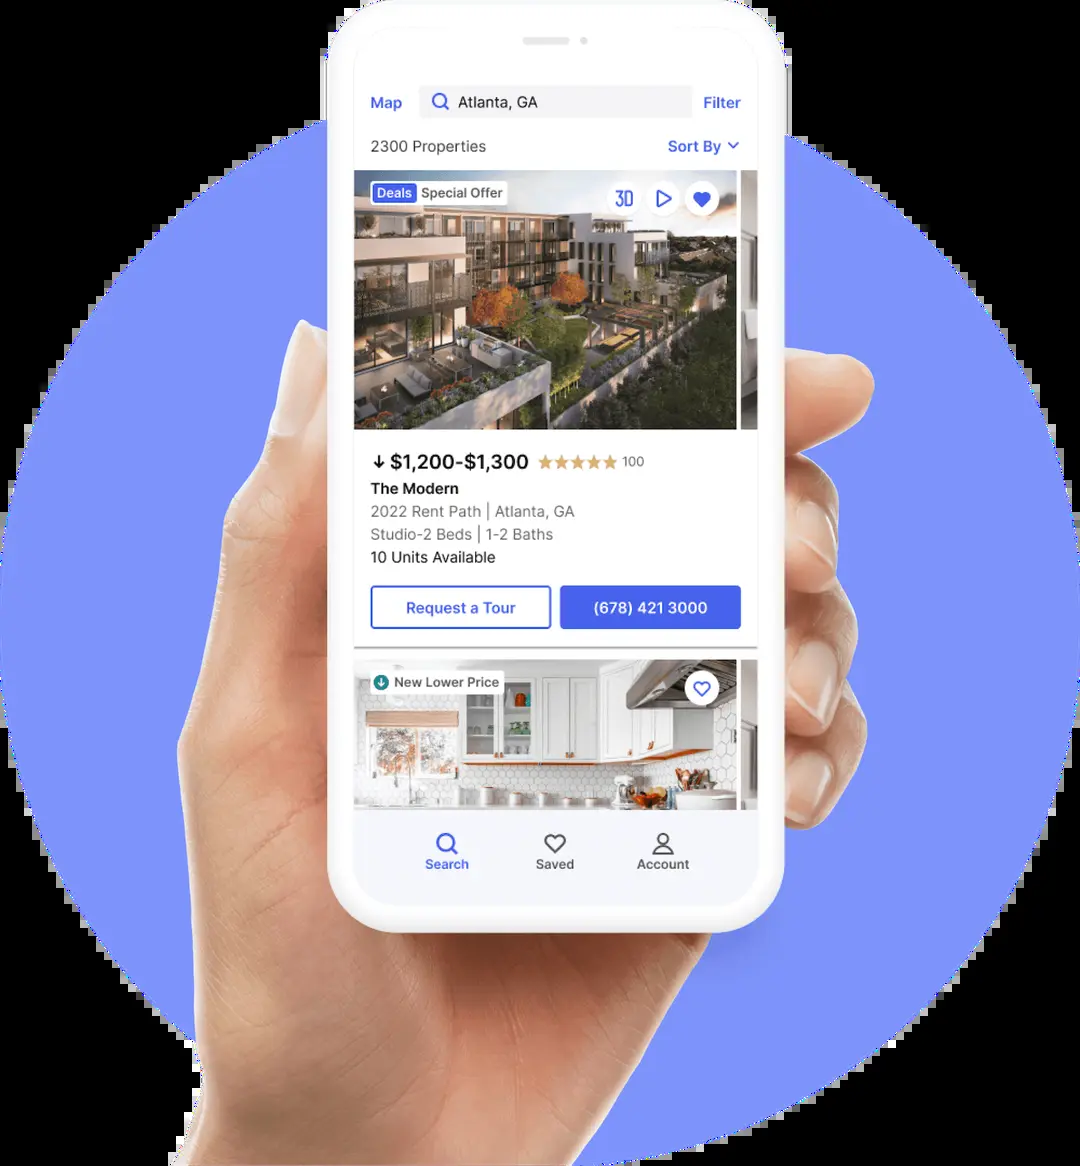 Map Atlanta, GA Filter
2300 Properties Sort By
Deals Special Offer 3D
$1,200-$1,300 100
The Modern
2022 Rent Path | Atlanta, GA
Studio-2 Beds | 1-2 Baths
10 Units Available
Request a Tour (678) 421 3000
New Lower Price
Search Saved Account